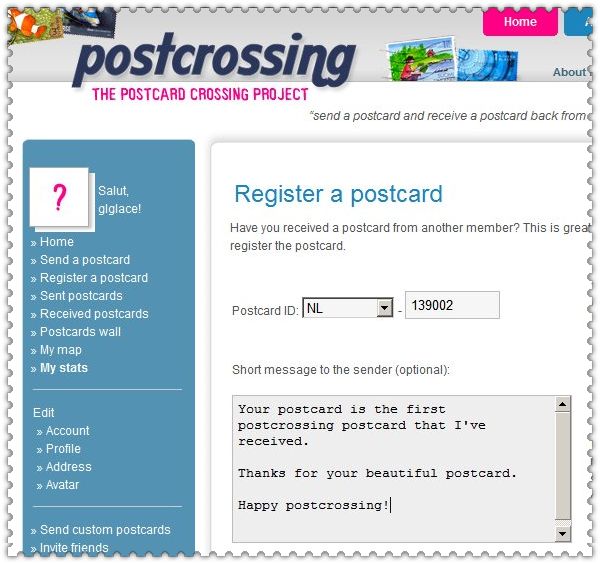 postcrossing
THE POSTCARD CROSSING PROJECT
Home
About
"send a postcard and receive a postcard back from
?
Salut,
glglace!
» Home
» Send a postcard
» Register a postcard
» Sent postcards
» Received postcards
» Postcards wall
» My map
» My stats
Edit
» Account
» Profile
» Address
» Avatar
» Send custom postcards
» Invite friends
Register a postcard
Have you received a postcard from another member? This is great
register the postcard.
Postcard ID: NL - 139002
Short message to the sender (optional):
Your postcard is the first
postcrossing postcard that I've
received.
Thanks for your beautiful postcard.
Happy postcrossing!